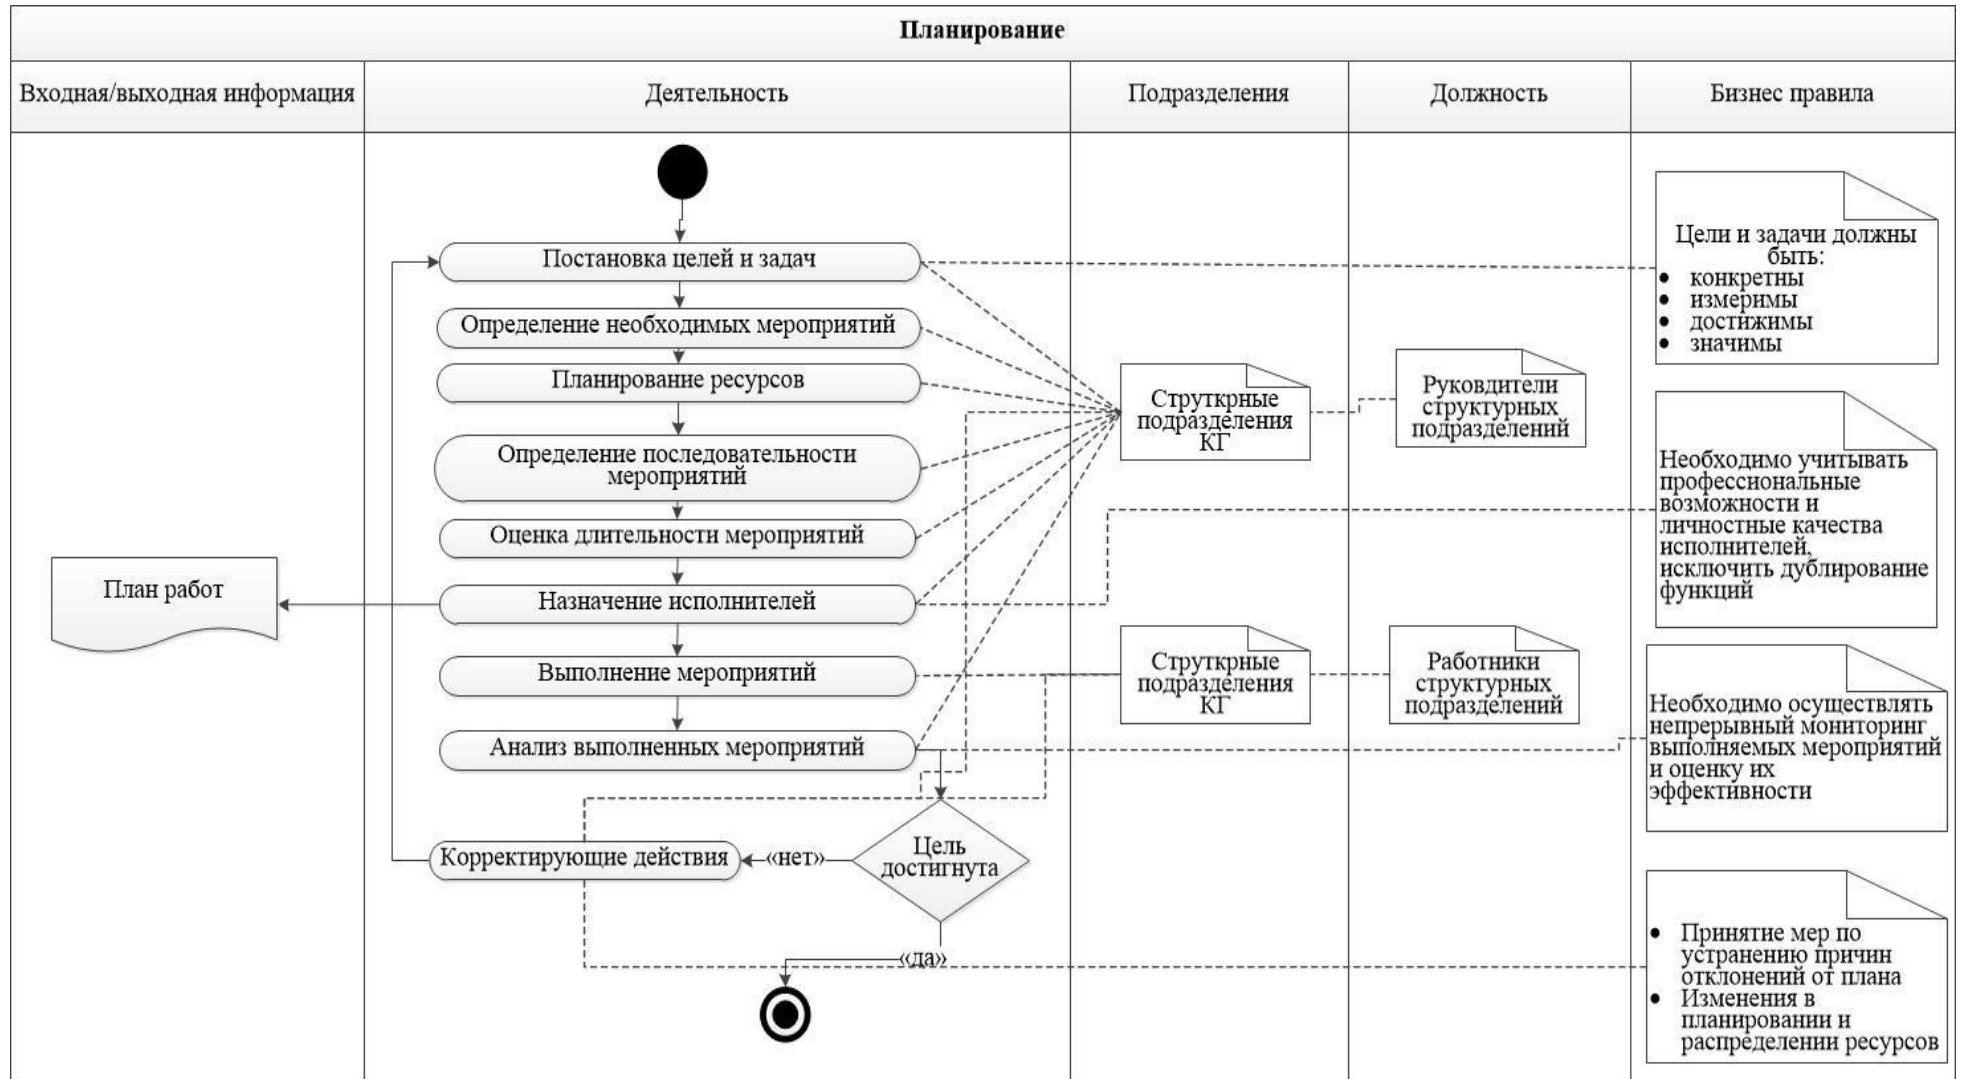 Планирование
Входная/выходная информация
Деятельность
Подразделения
Должность
Бизнес правила
Постановка целей и задач
Определение необходимых мероприятий
Планирование ресурсов
Определение последовательности
мероприятий
Оценка длительности мероприятий
Назначение исполнителей
Выполнение мероприятий
Анализ выполненных мероприятий
Цель
достигнута
«нет»
Корректирующие действия
«да»
План работ
Струткрные
подразделения
КГ
Руковдители
структурных
подразделений
Струткрные
подразделения
КГ
Работники
структурных
подразделений
Цели и задачи должны
быть:
• конкретны
• измеримы
• достижимы
• значимы
Необходимо учитывать
профессиональные
возможности и
личностные качества
исполнителей,
исключить дублирование
функций
Необходимо осуществлять
непрерывный мониторинг
выполняемых мероприятий
и оценку их
эффективности
• Принятие мер по
устранению причин
отклонений от плана
• Изменения в
планировании и
распределении ресурсов